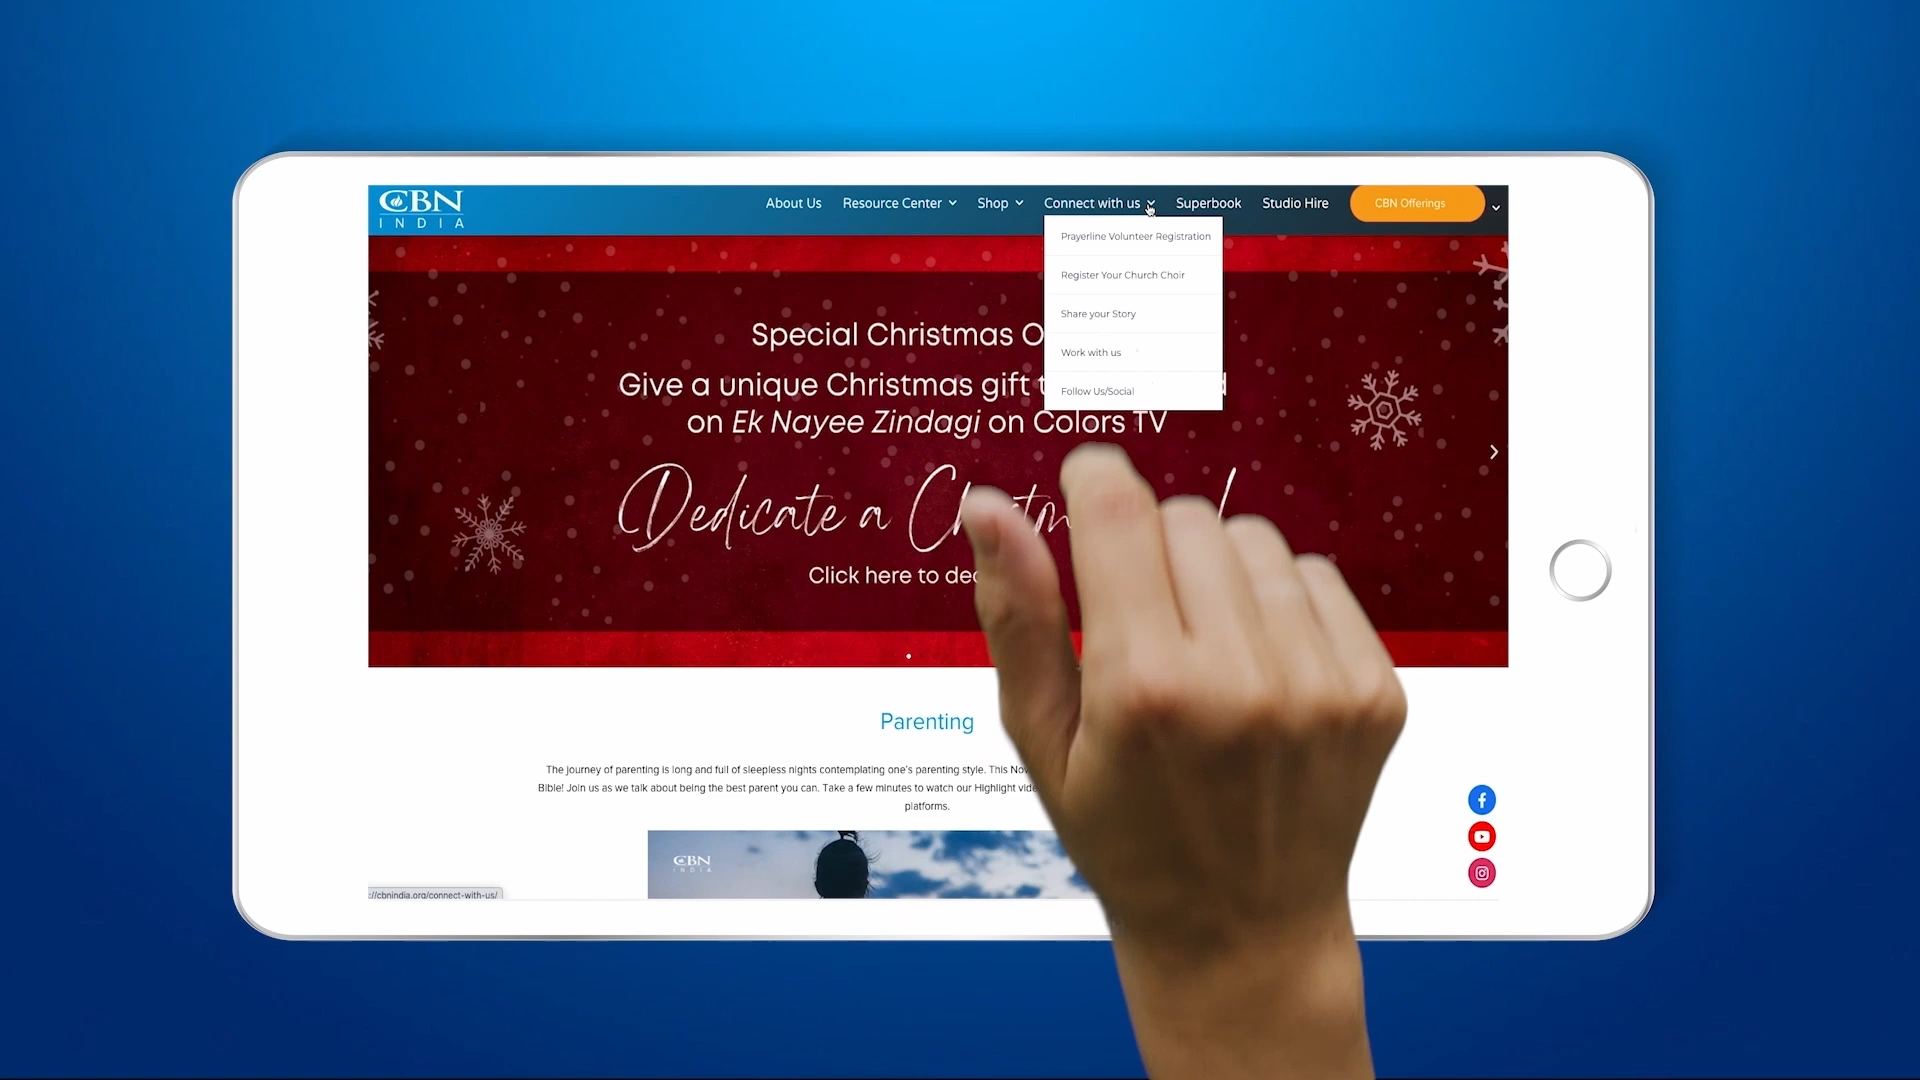 CBN
INDIA
About Us
Resource Center
Shop
Connect with us
Superbook
Studio Hire
CBN Offerings
Prayerline Volunteer Registration
Register Your Church Choir
Share your Story
Work with us
Follow Us/Social
Special Christmas
Give a unique Christmas gift
on Ek Nayee Zindagi on Colors TV
Dedicate a
Click here to
Parenting
The journey of parenting is long and full of sleepless nights contemplating one's parenting style. This
Bible! Join us as we talk about being the best parent you can. Take a few minutes to watch our Highlight
platforms.
CBN
INDIA
://cbnindia.org/connect-with-us/